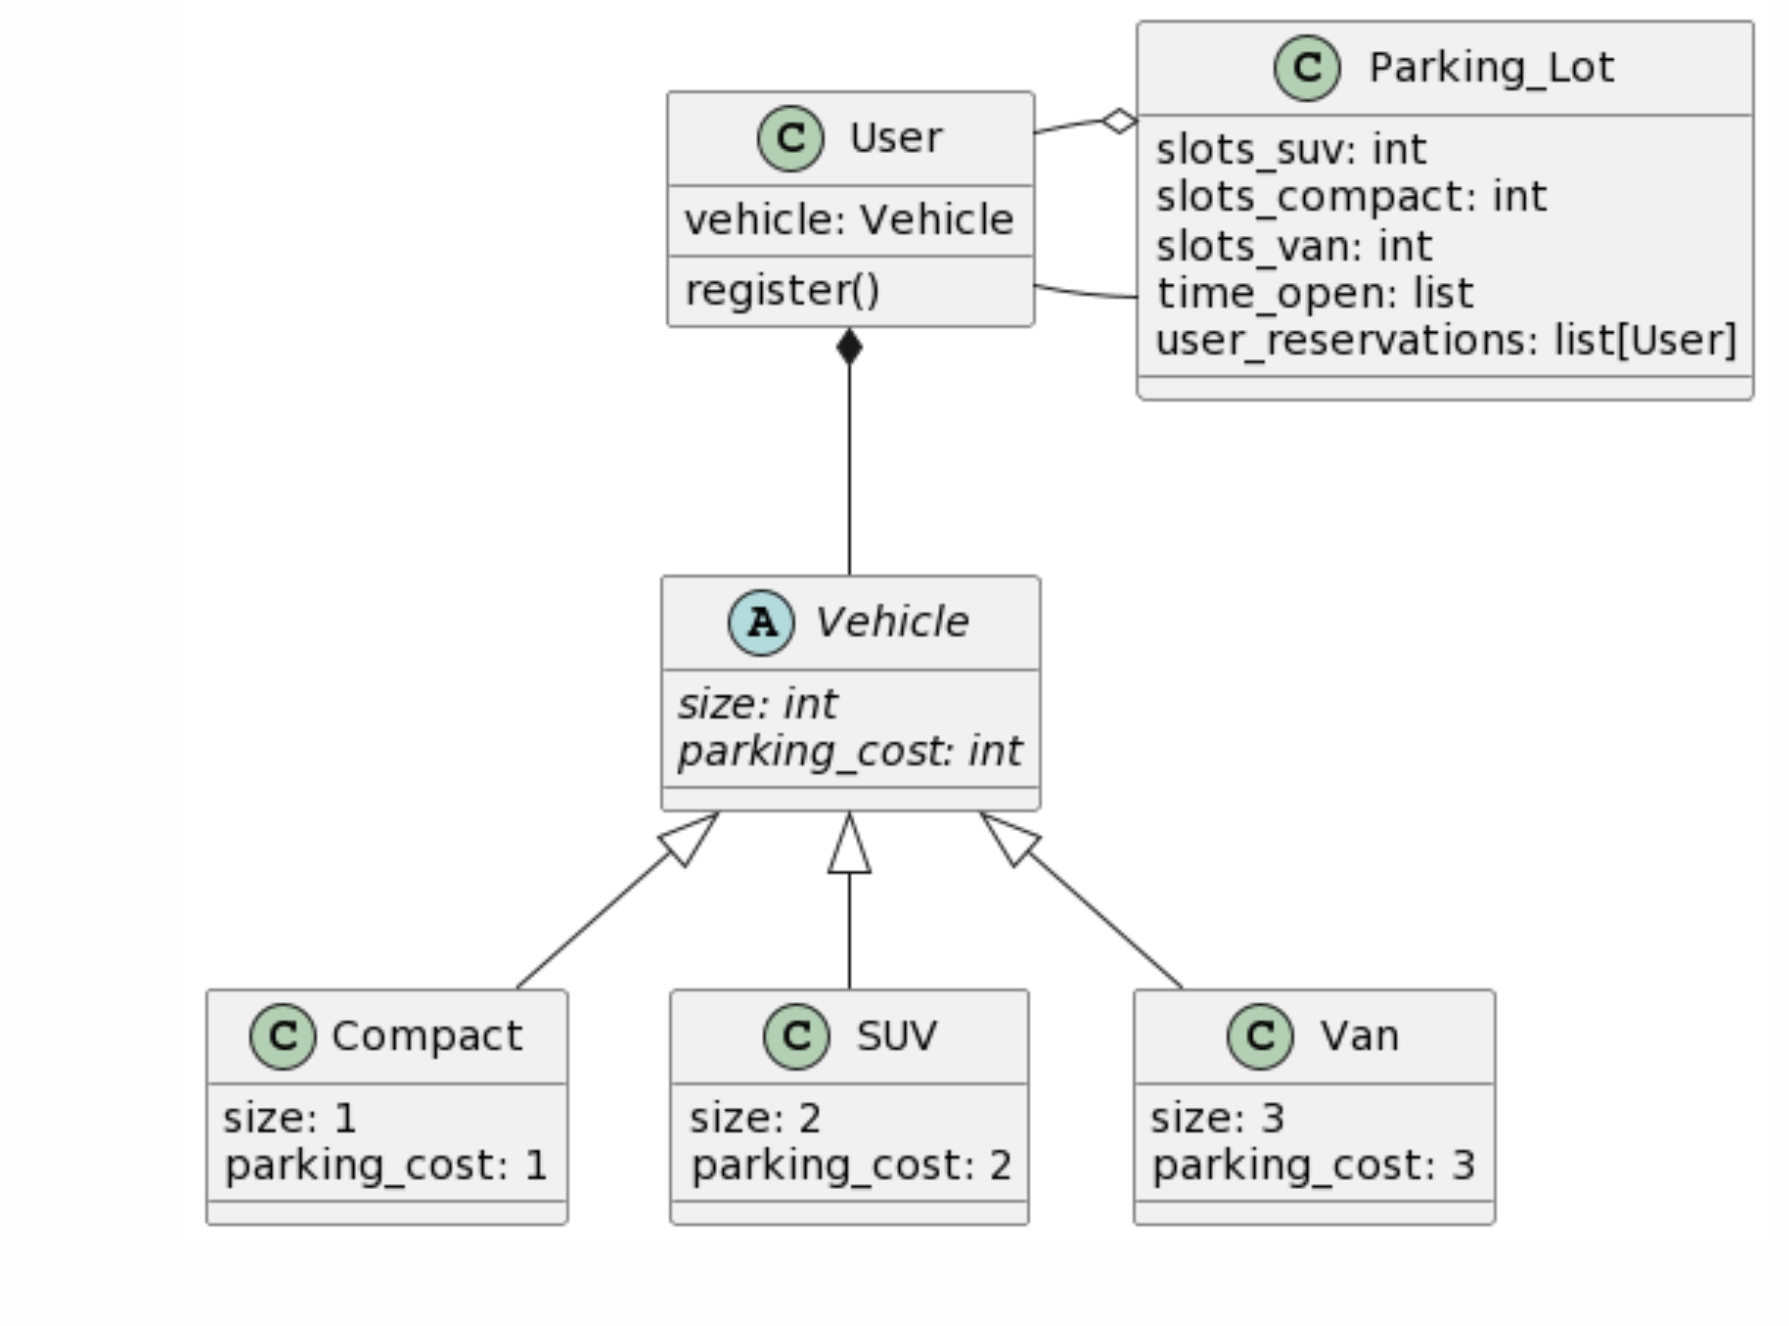 C User
vehicle: Vehicle
register()
C Parking_Lot
slots_suv: int
slots_compact: int
slots_van: int
time_open: list
user_reservations: list[User]
A Vehicle
size: int
parking_cost: int
C Compact
size: 1
parking_cost: 1
C SUV
size: 2
parking_cost: 2
C Van
size: 3
parking_cost: 3